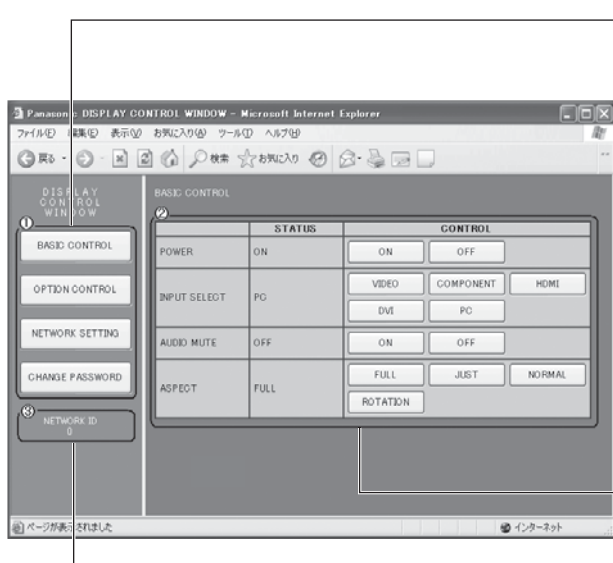 Panasonic DISPLAY CONTROL WINDOW - Microsoft Internet Explorer
ファイル(F) 編集(E) 表示(V) お気に入り(A) ツール(T) ヘルプ(H)
戻る 検索 お気に入り
DISPLAY
CONTROL
WINDOW
BASIC CONTROL
①
BASIC CONTROL
OPTION CONTROL
NETWORK SETTING
CHANGE PASSWORD
③
NETWORK ID
0
②
STATUS CONTROL
POWER ON ON OFF
INPUT SELECT PC VIDEO COMPONENT HDMI
DVI PC
AUDIO MUTE OFF ON OFF
ASPECT FULL FULL JUST NORMAL
ROTATION
ページが表示されました インターネット